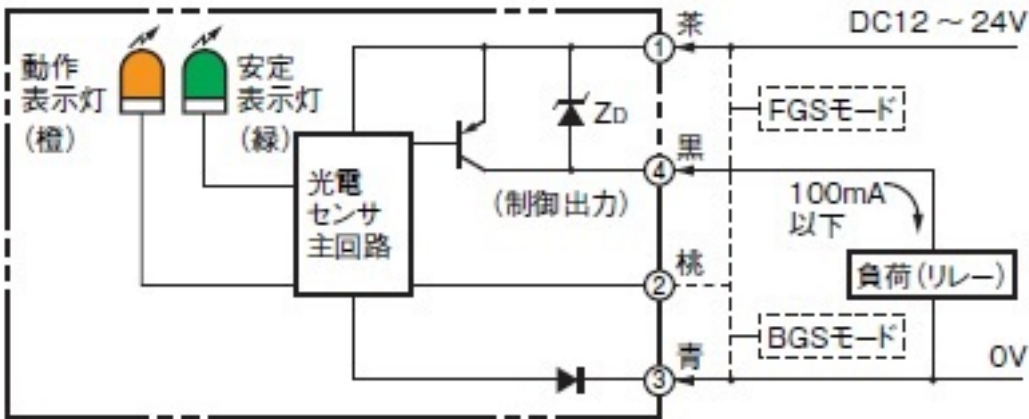 動作
表示灯
(橙)
安定
表示灯
(緑)
光電
センサ
主回路
ZD
(制御出力)
① 茶
DC12 ~ 24V
FGSモード
④ 黒
100mA
以下
負荷(リレー)
② 桃
BGSモード
③ 青
0V